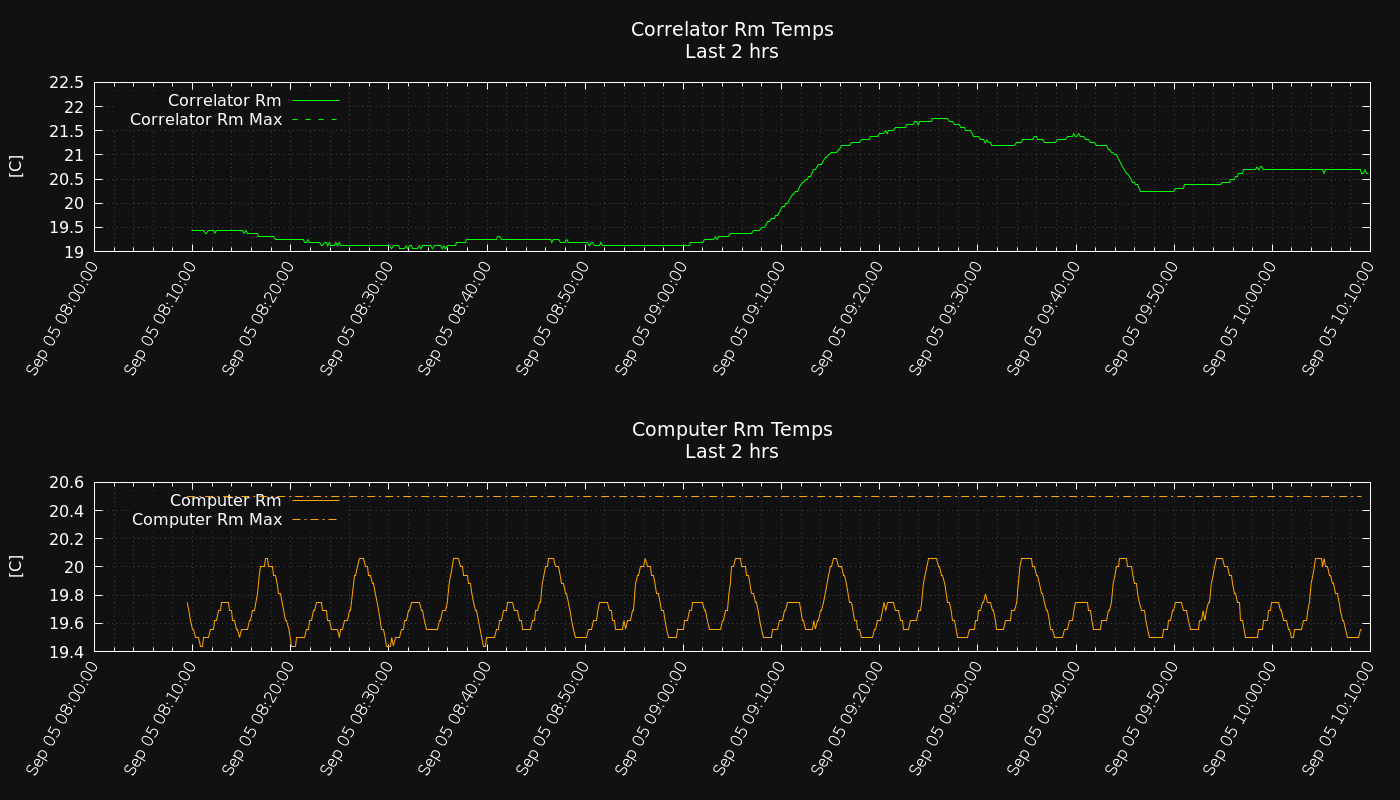 Correlator Rm Temps
Last 2 hrs
22.5
22
21.5
21
20.5
20
19.5
19
[C]
Correlator Rm
Correlator Rm Max
Sep 05 08:00:00
Sep 05 08:10:00
Sep 05 08:20:00
Sep 05 08:30:00
Sep 05 08:40:00
Sep 05 08:50:00
Sep 05 09:00:00
Sep 05 09:10:00
Sep 05 09:20:00
Sep 05 09:30:00
Sep 05 09:40:00
Sep 05 09:50:00
Sep 05 10:00:00
Sep 05 10:10:00
Computer Rm Temps
Last 2 hrs
20.6
20.4
20.2
20
19.8
19.6
19.4
[C]
Computer Rm
Computer Rm Max
Sep 05 08:00:00
Sep 05 08:10:00
Sep 05 08:20:00
Sep 05 08:30:00
Sep 05 08:40:00
Sep 05 08:50:00
Sep 05 09:00:00
Sep 05 09:10:00
Sep 05 09:20:00
Sep 05 09:30:00
Sep 05 09:40:00
Sep 05 09:50:00
Sep 05 10:00:00
Sep 05 10:10:00